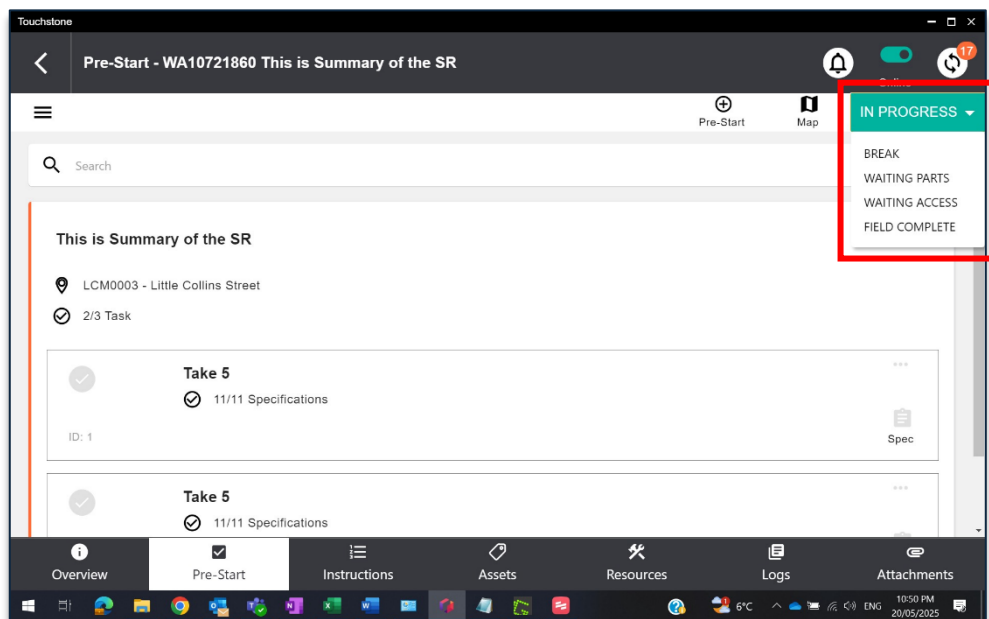 Touchstone
Pre-Start - WA10721860 This is Summary of the SR
17
Pre-Start
Map
IN PROGRESS
Search
BREAK
WAITING PARTS
WAITING ACCESS
FIELD COMPLETE
This is Summary of the SR
LCM0003 - Little Collins Street
2/3 Task
Take 5
11/11 Specifications
ID: 1
Spec
Take 5
11/11 Specifications
Overview
Pre-Start
Instructions
Assets
Resources
Logs
Attachments
6°C
ENG
10:50 PM
20/05/2025